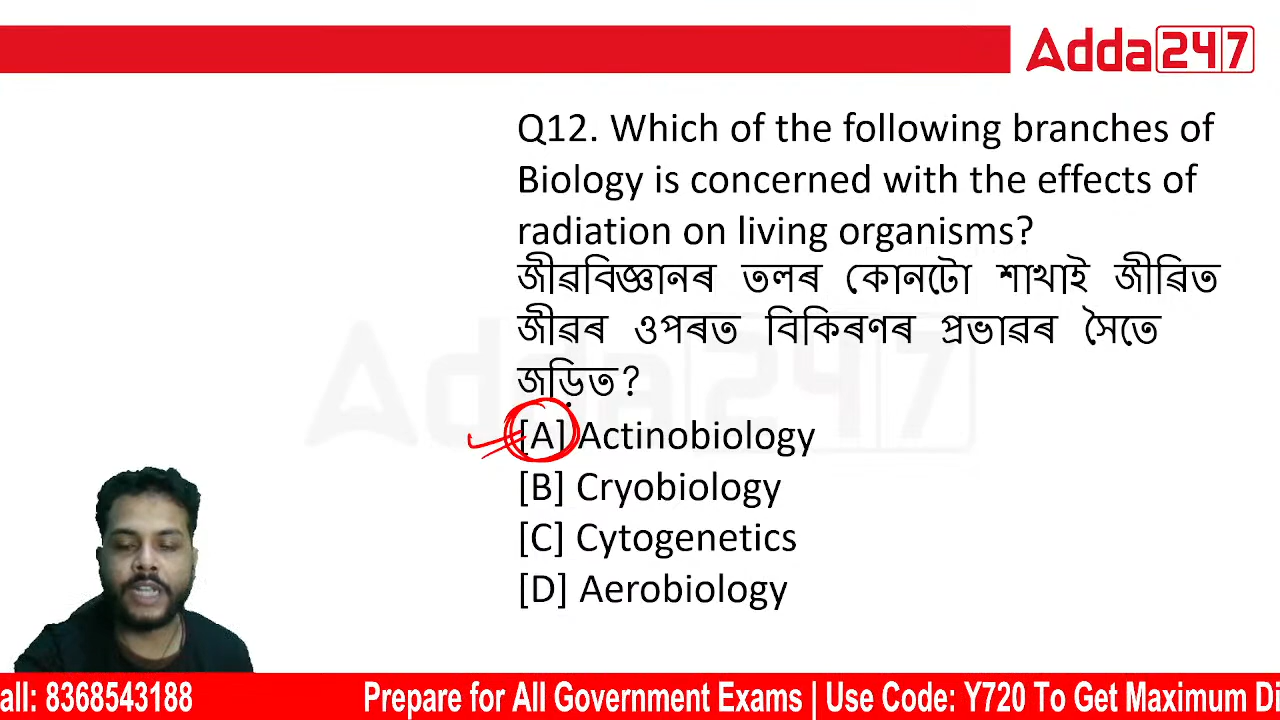 Adda247
Q12. Which of the following branches of
Biology is concerned with the effects of
radiation on living organisms?
জীৱবিজ্ঞানৰ তলৰ কোনটো শাখাই জীৱিত
জীৱৰ ওপৰত বিকিৰণৰ প্ৰভাৱৰ সৈতে
জড়িত?
[A] Actinobiology
[B] Cryobiology
[C] Cytogenetics
[D] Aerobiology
all: 8368543188 Prepare for All Government Exams | Use Code: Y720 To Get Maximum Di